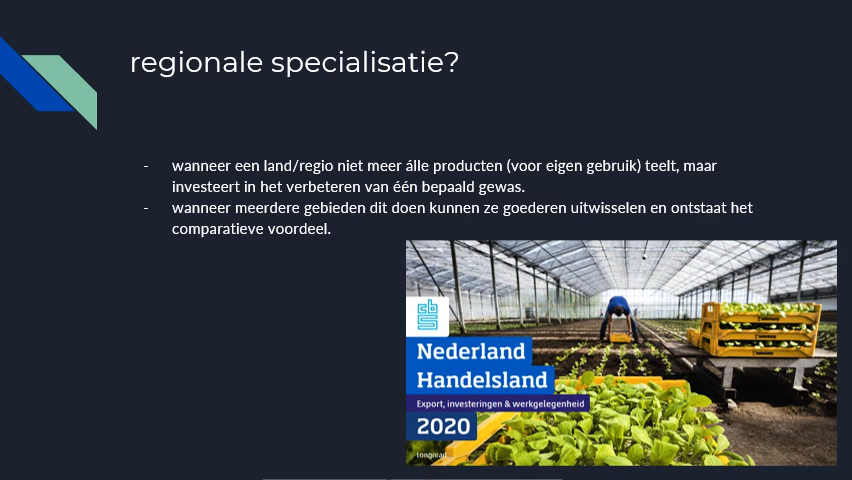 regionale specialisatie?
- wanneer een land/regio niet meer álle producten (voor eigen gebruik) teelt, maar
investeert in het verbeteren van één bepaald gewas.
- wanneer meerdere gebieden dit doen kunnen ze goederen uitwisselen en ontstaat het
comparatieve voordeel.
cbs
Nederland
Handelsland
Export, investeringen & werkgelegenheid
2020
longread